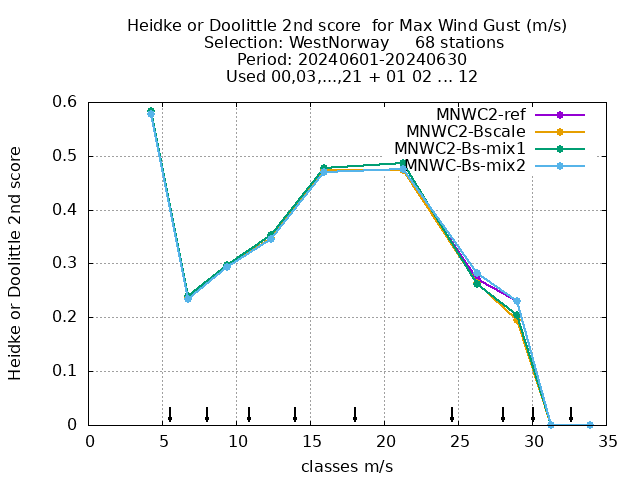 Heidke or Doolittle 2nd score  for Max Wind Gust (m/s)
Selection: WestNorway     68 stations
Period: 20240601-20240630
Used 00,03,...,21 + 01 02 ... 12
MNWC2-ref
MNWC2-Bscale
MNWC2-Bs-mix1
MNWC-Bs-mix2
Heidke or Doolittle 2nd score
0.6
0.5
0.4
0.3
0.2
0.1
0
0 5 10 15 20 25 30 35
classes m/s